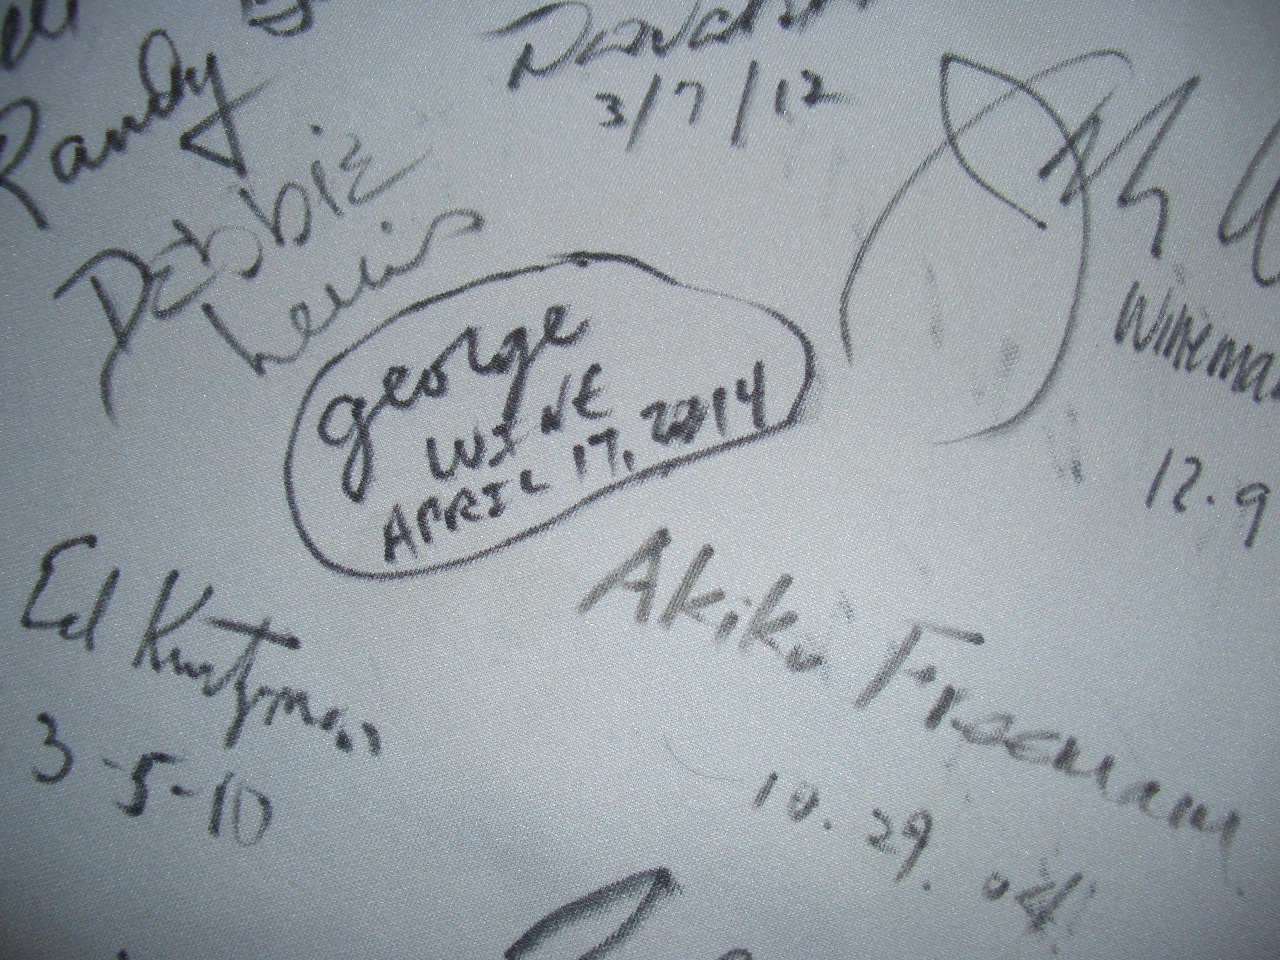 Randy
3/7/12
Debbie
Lewis
george
WINE
APRIL 17, 2014
12.9
Ed Kurtzman
3-5-10
Akiko Freeman
10.29.04